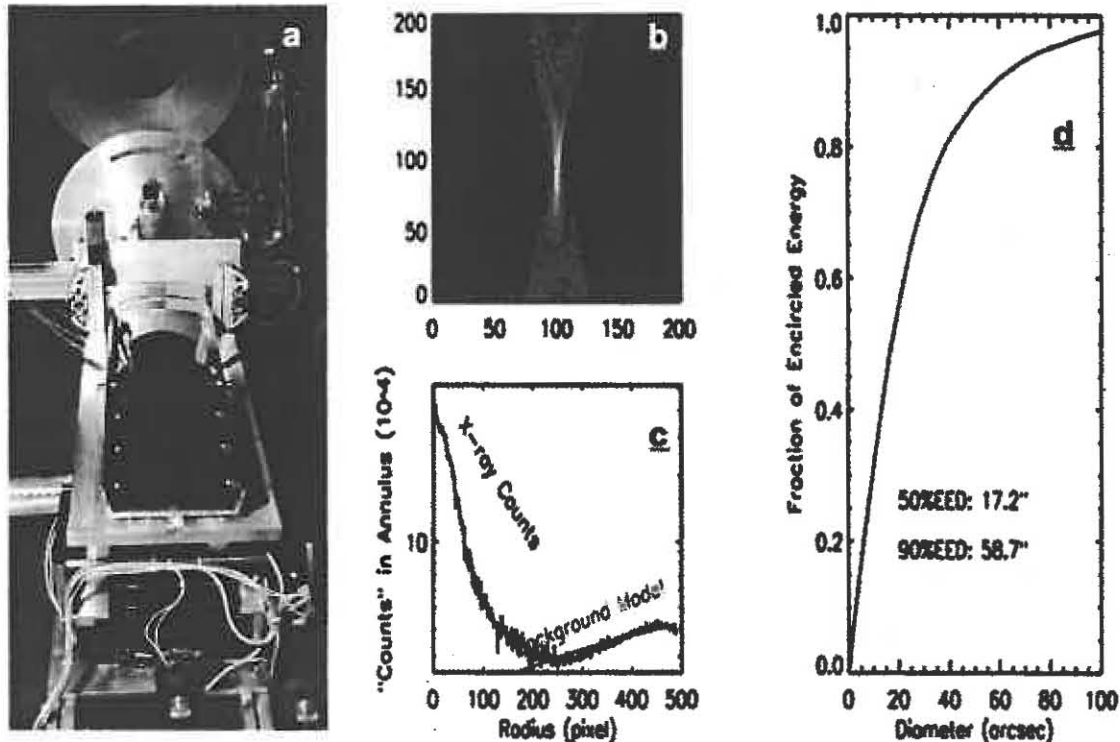 a
b
200
150
100
50
0
0 50 100 150 200
c
"Counts" in Annulus (10^4)
10
X-ray Counts
Background Model
0 100 200 300 400 500
Radius (pixel)
d
Fraction of Encircled Energy
1.0
0.8
0.6
0.4
0.2
0.0
50%EED: 17.2"
90%EED: 58.7"
0 20 40 60 80 100
Diameter (arcsec)